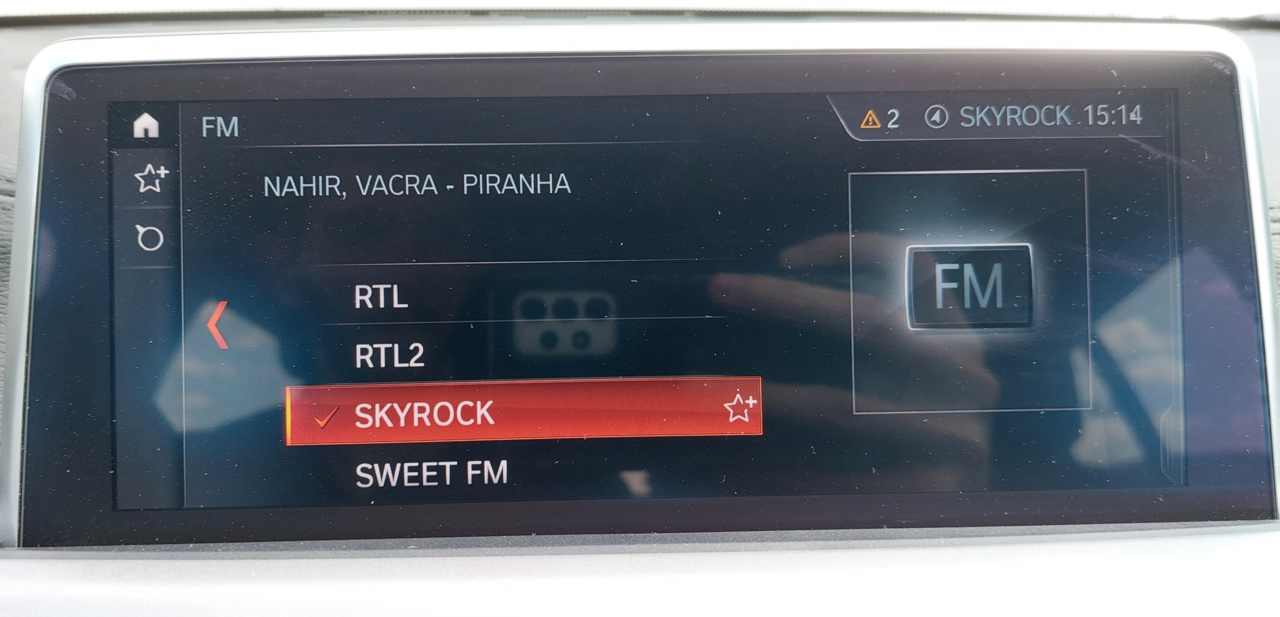 FM
2 SKYROCK 15:14
NAHIR, VACRA - PIRANHA
FM
RTL
RTL2
SKYROCK
SWEET FM